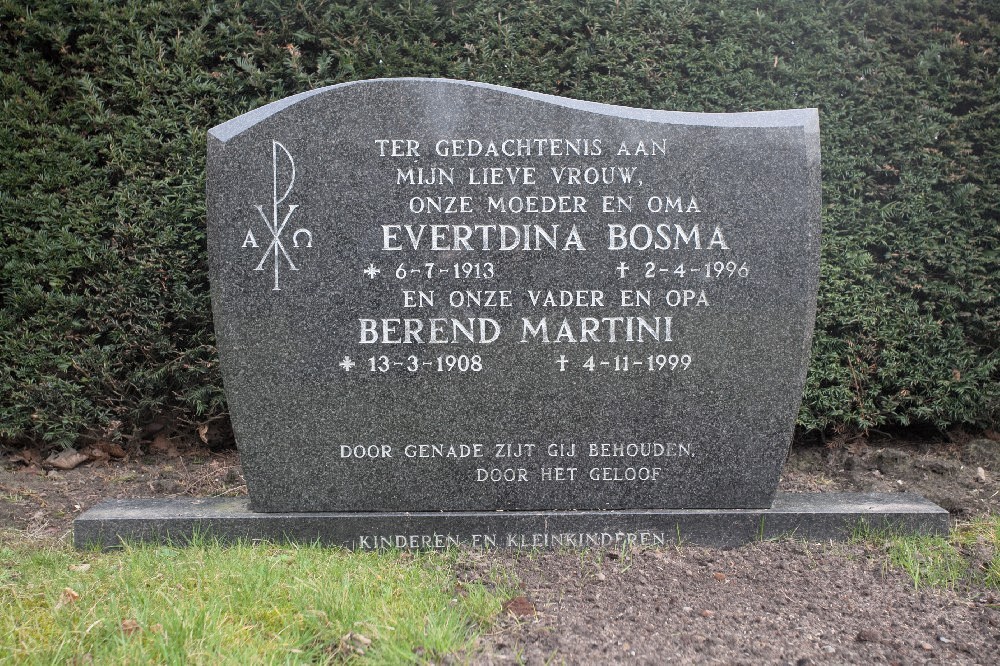 TER GEDACHTENIS AAN
MIJN LIEVE VROUW,
ONZE MOEDER EN OMA
EVERTDINA BOSMA
* 6-7-1913 † 2-4-1996
EN ONZE VADER EN OPA
BEREND MARTINI
* 13-3-1908 † 4-11-1999
Α Ω
DOOR GENADE ZIJT GIJ BEHOUDEN,
DOOR HET GELOOF
KINDEREN EN KLEINKINDEREN